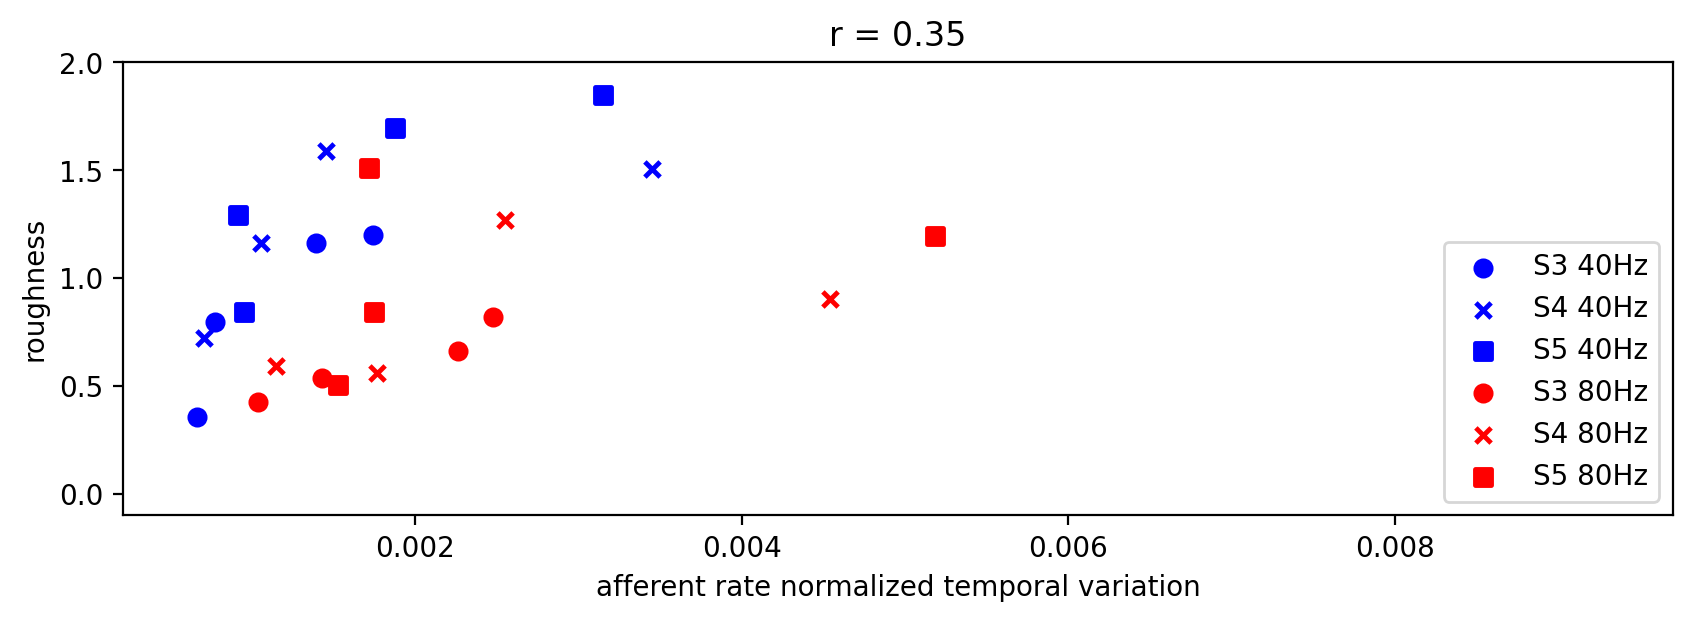 r = 0.35
2.0
1.5
1.0
0.5
0.0
roughness
S3 40Hz
S4 40Hz
S5 40Hz
S3 80Hz
S4 80Hz
S5 80Hz
0.002 0.004 0.006 0.008
afferent rate normalized temporal variation